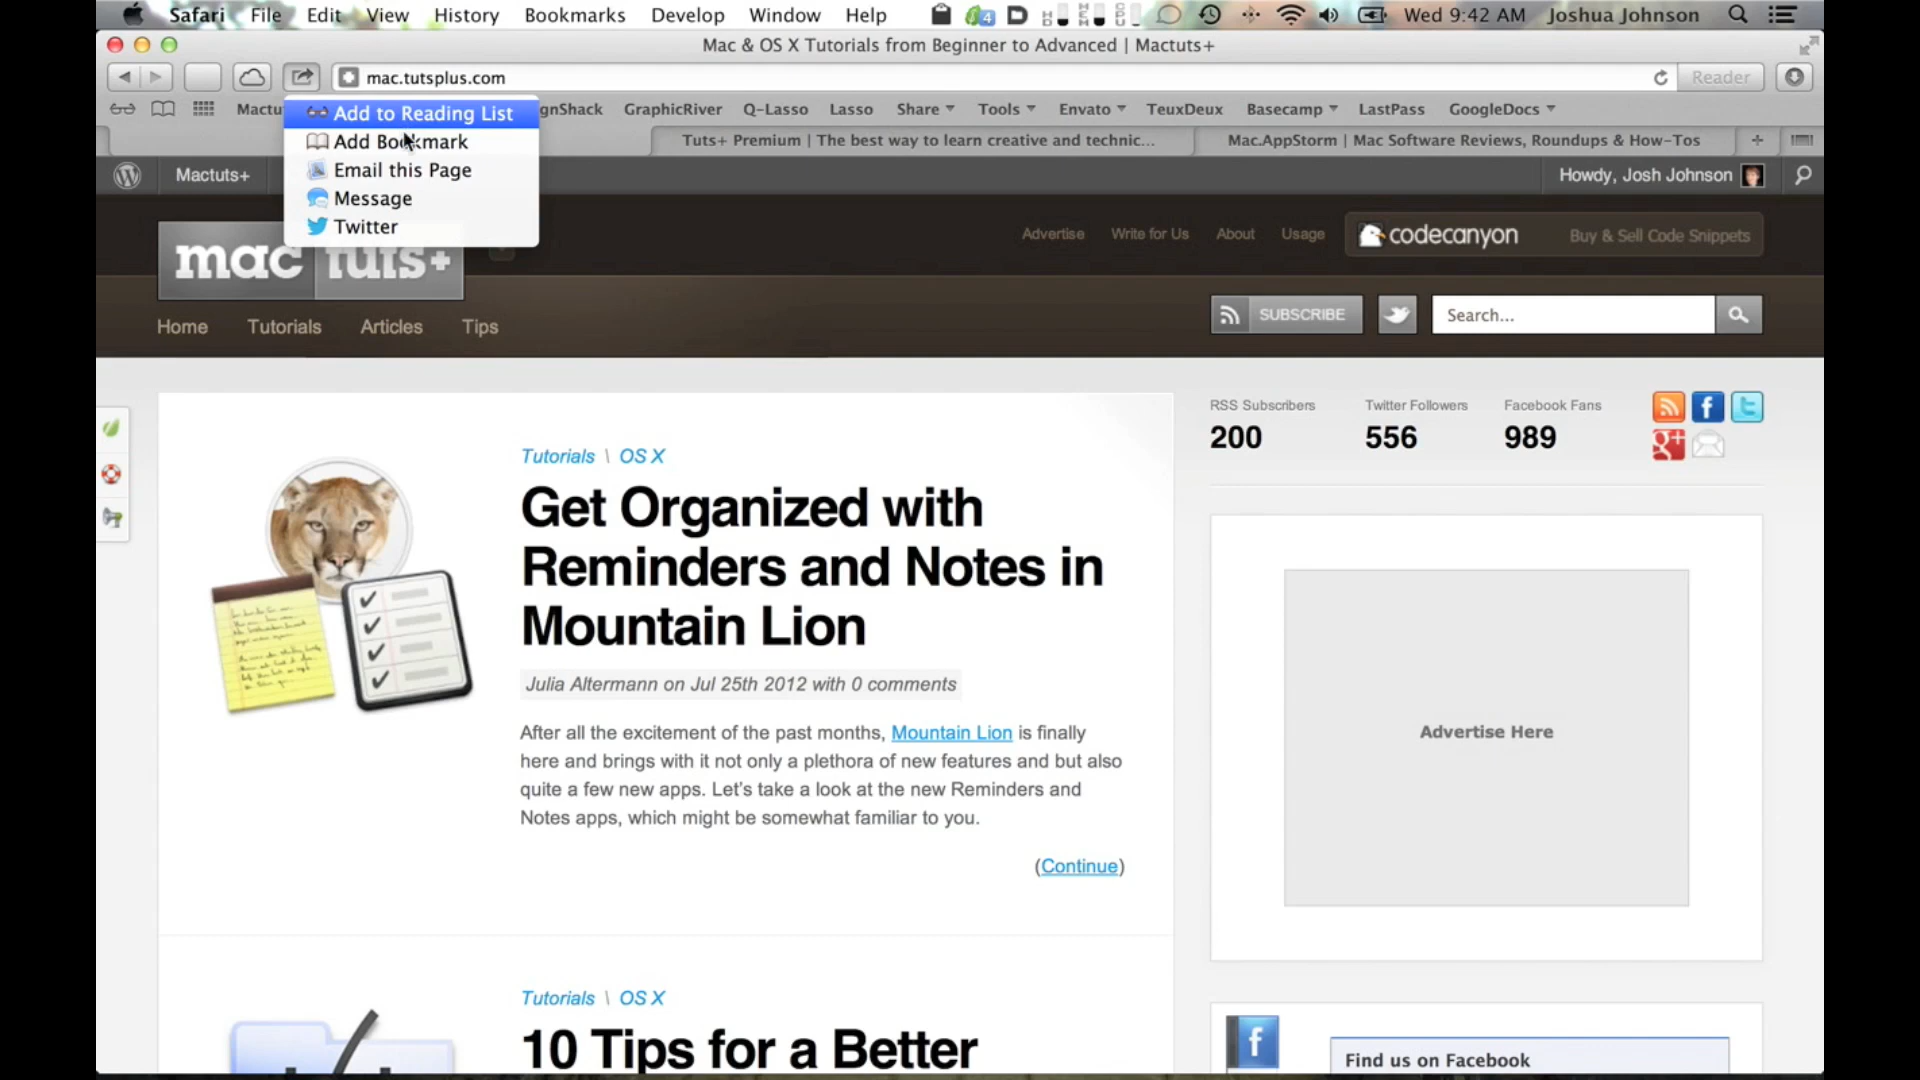 Safari File Edit View History Bookmarks Develop Window Help 4 Wed 9:42 AM Joshua Johnson
Mac & OS X Tutorials from Beginner to Advanced | Mactuts+
mac.tutsplus.com Reader
Mactu gnShack GraphicRiver Q-Lasso Lasso Share Tools Envato TeuxDeux Basecamp LastPass GoogleDocs
Add to Reading List
Add Bookmark
Email this Page
Message
Twitter
Tuts+ Premium | The best way to learn creative and technic... Mac.AppStorm | Mac Software Reviews, Roundups & How-Tos
Mactuts+ Howdy, Josh Johnson
mac tuts+
Advertise Write for Us About Usage codecanyon Buy & Sell Code Snippets
Home Tutorials Articles Tips SUBSCRIBE Search...
RSS Subscribers Twitter Followers Facebook Fans
200 556 989
Tutorials \ OS X
Get Organized with
Reminders and Notes in
Mountain Lion
Julia Altermann on Jul 25th 2012 with 0 comments
After all the excitement of the past months, Mountain Lion is finally
here and brings with it not only a plethora of new features and but also
quite a few new apps. Let's take a look at the new Reminders and
Notes apps, which might be somewhat familiar to you.
(Continue)
Advertise Here
Tutorials \ OS X
10 Tips for a Better
Find us on Facebook